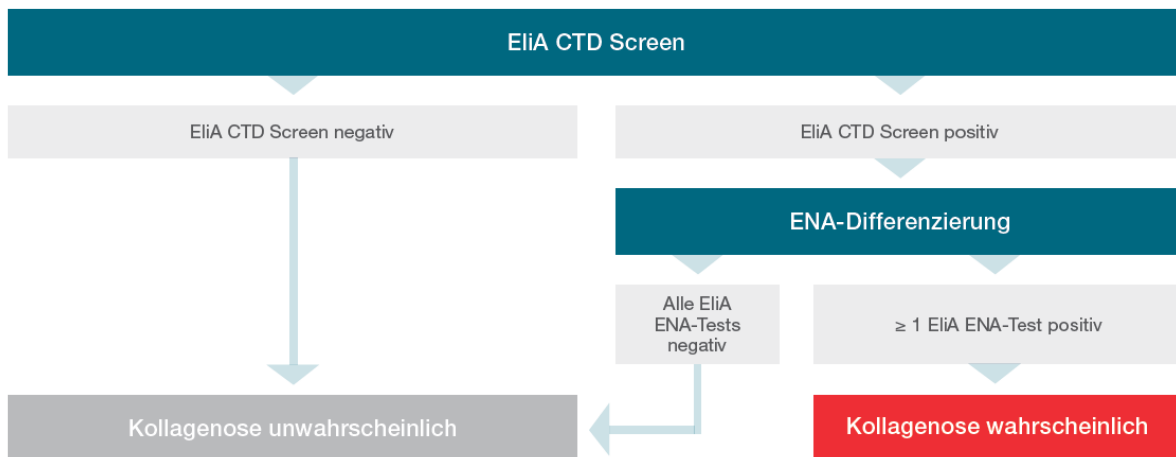 EliA CTD Screen
EliA CTD Screen negativ
EliA CTD Screen positiv
ENA-Differenzierung
Alle EliA
ENA-Tests
negativ
≥ 1 EliA ENA-Test positiv
Kollagenose unwahrscheinlich
Kollagenose wahrscheinlich